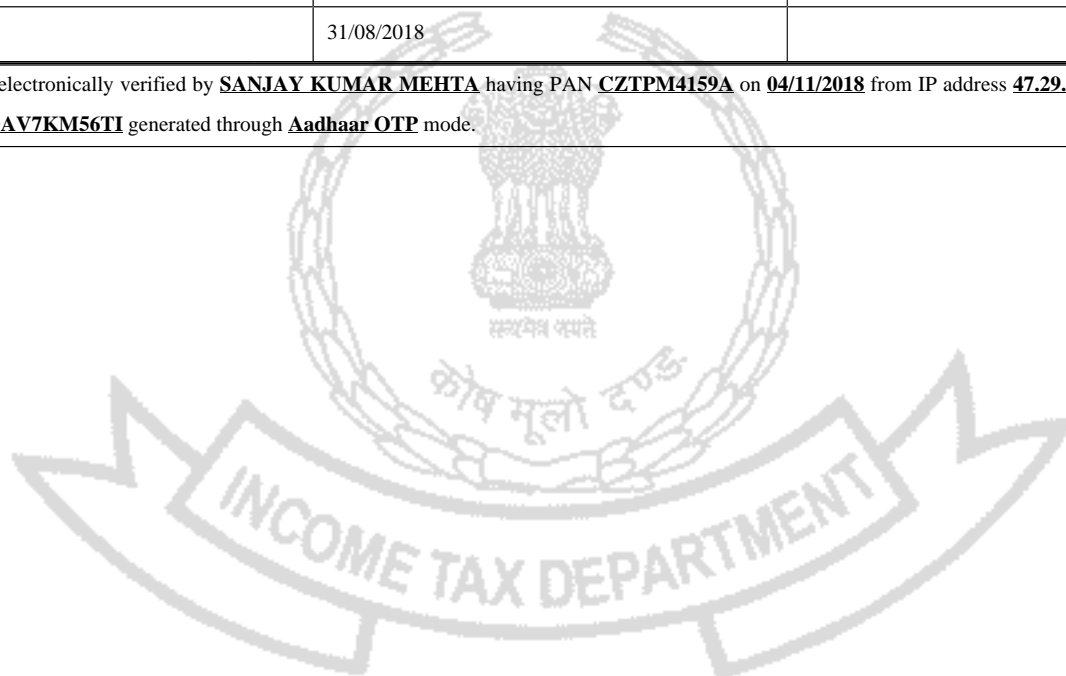 31/08/2018
electronically verified by SANJAY KUMAR MEHTA having PAN CZTPM4159A on 04/11/2018 from IP address 47.29.
AV7KM56TI generated through Aadhaar OTP mode.
सत्यमेव जयते
कोष मूलो दण्ड:
INCOME TAX DEPARTMENT